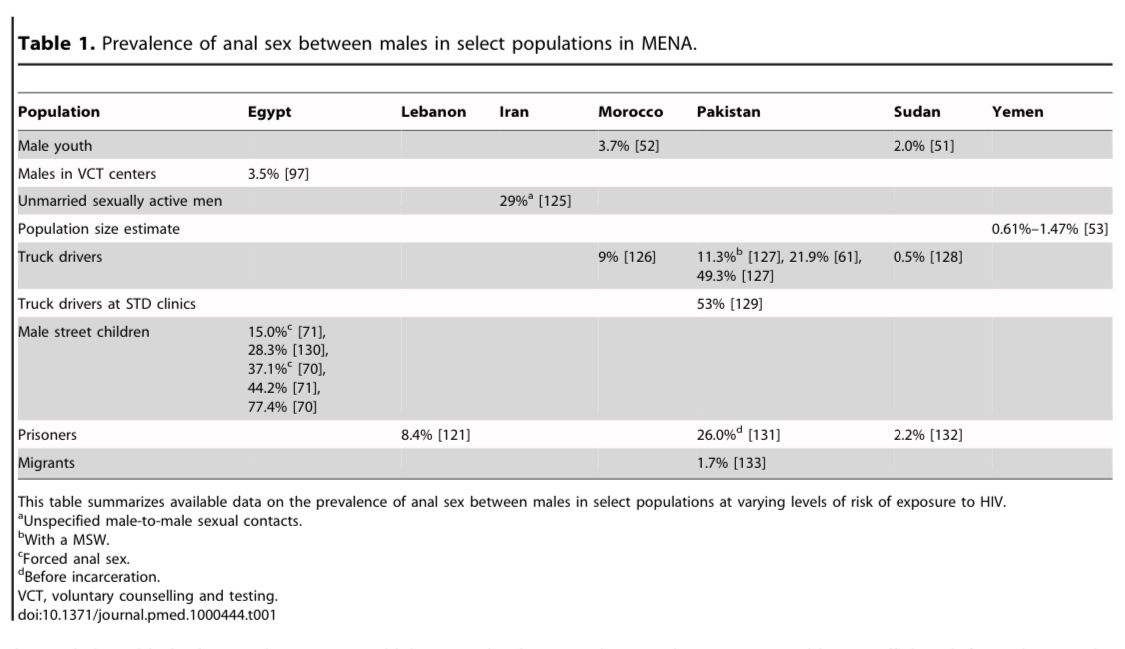 Table 1. Prevalence of anal sex between males in select populations in MENA.
Population Egypt Lebanon Iran Morocco Pakistan Sudan Yemen
Male youth 3.7% [52] 2.0% [51]
Males in VCT centers 3.5% [97]
Unmarried sexually active men 29%a [125]
Population size estimate 0.61%–1.47% [53]
Truck drivers 9% [126] 11.3%b [127], 21.9% [61], 0.5% [128]
49.3% [127]
Truck drivers at STD clinics 53% [129]
Male street children 15.0%c [71],
28.3% [130],
37.1%c [70],
44.2% [71],
77.4% [70]
Prisoners 8.4% [121] 26.0%d [131] 2.2% [132]
Migrants 1.7% [133]
This table summarizes available data on the prevalence of anal sex between males in select populations at varying levels of risk of exposure to HIV.
aUnspecified male-to-male sexual contacts.
bWith a MSW.
cForced anal sex.
dBefore incarceration.
VCT, voluntary counselling and testing.
doi:10.1371/journal.pmed.1000444.t001